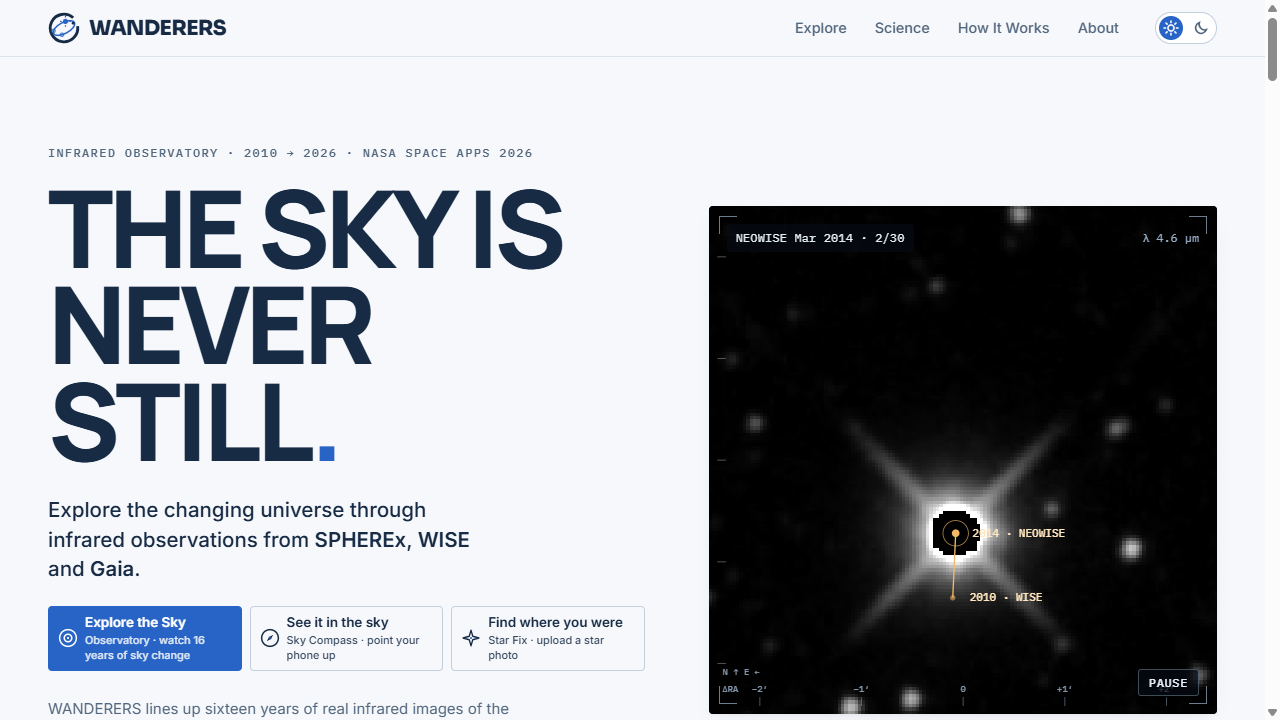 WANDERERS
Explore
Science
How It Works
About
INFRARED OBSERVATORY · 2010 → 2026 · NASA SPACE APPS 2026
THE SKY IS
NEVER
STILL.
Explore the changing universe through
infrared observations from SPHEREx, WISE
and Gaia.
Explore the Sky
Observatory · watch 16
years of sky change
See it in the sky
Sky Compass · point your
phone up
Find where you were
Star Fix · upload a star
photo
WANDERERS lines up sixteen years of real infrared images of the
NEOWISE Mar 2014 · 2/30
λ 4.6 µm
2014 · NEOWISE
2010 · WISE
N ↑ E ←
ΔRA −2′ −1′ 0 +1′
PAUSE